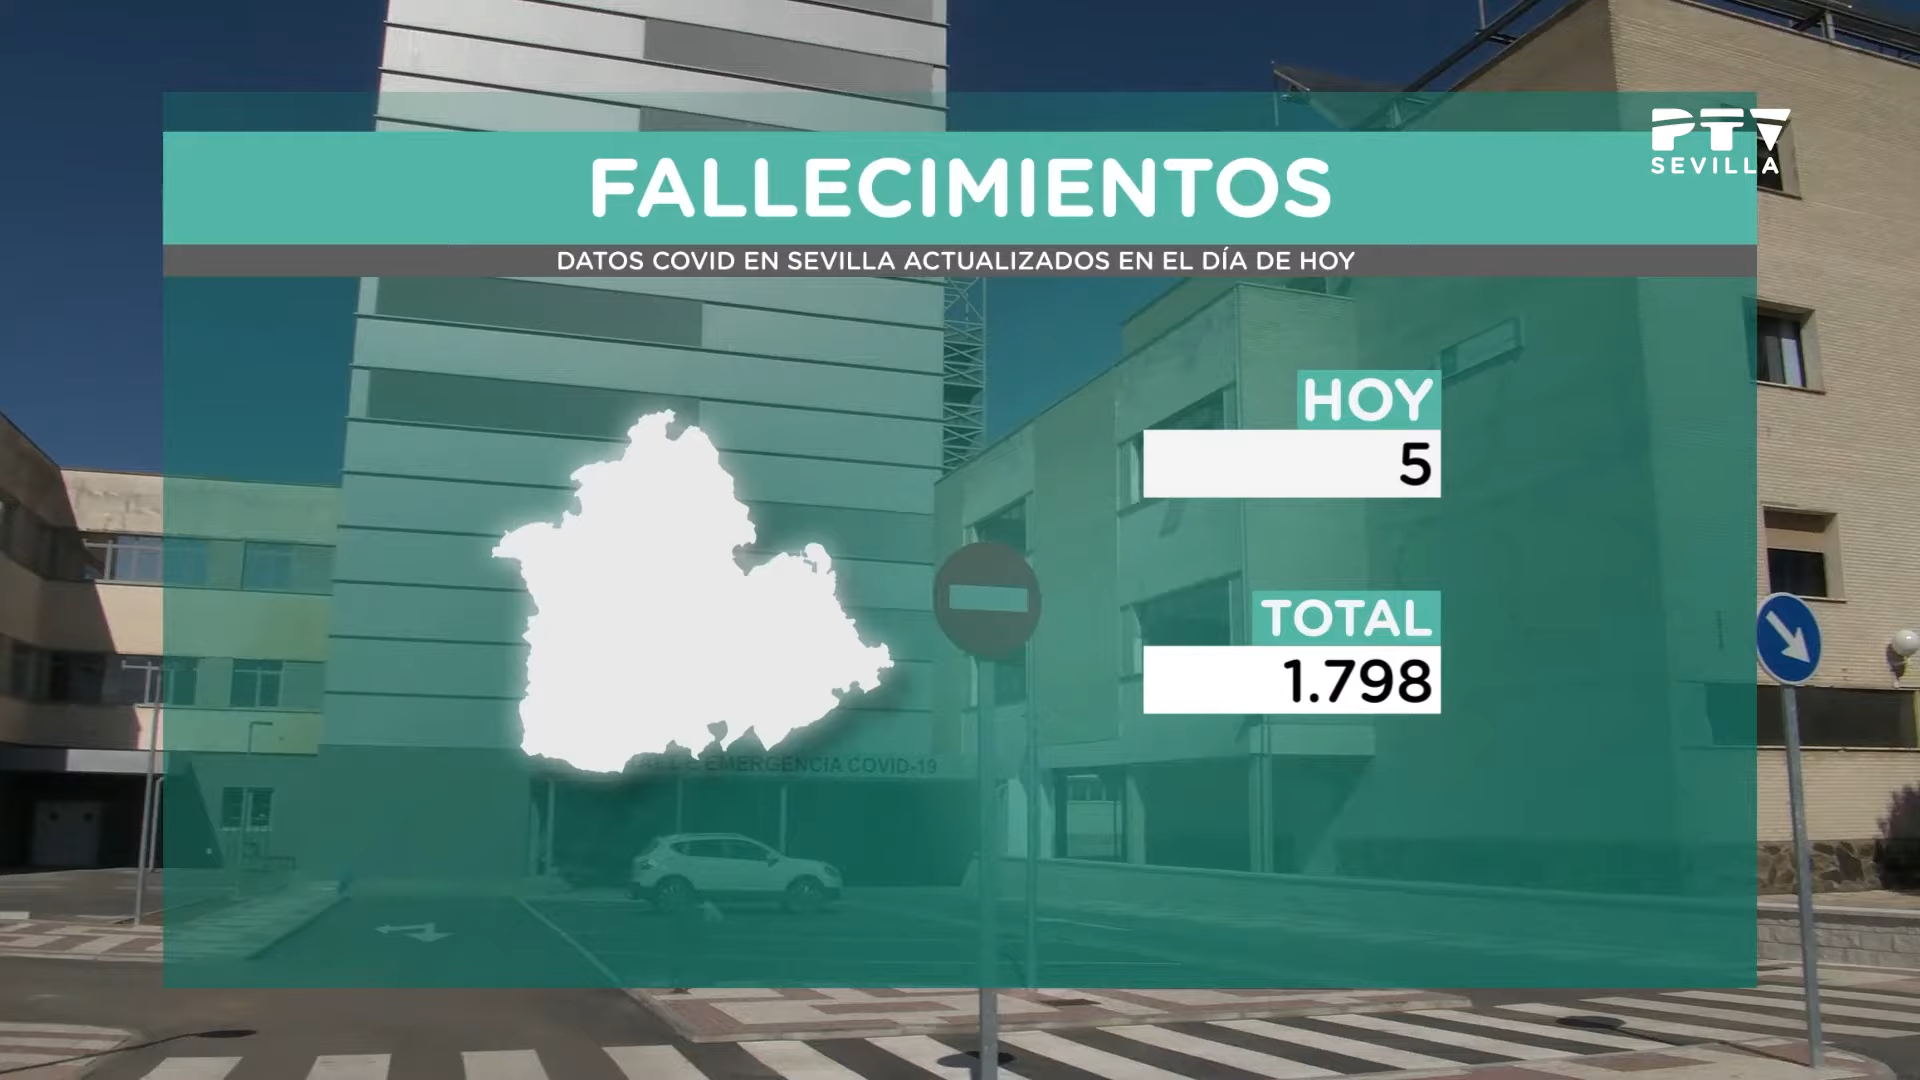 PTV
SEVILLA
FALLECIMIENTOS
DATOS COVID EN SEVILLA ACTUALIZADOS EN EL DÍA DE HOY
HOY
5
TOTAL
1.798
EMERGENCIA COVID-19